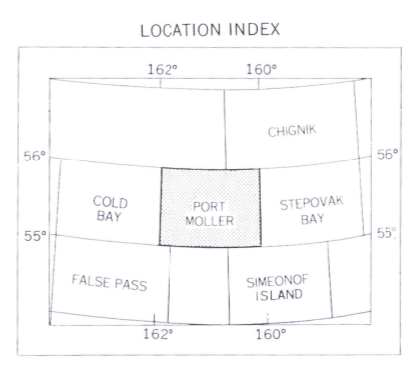 LOCATION INDEX
162° 160°
CHIGNIK
56° 56°
COLD
BAY
PORT
MOLLER
STEPOVAK
BAY
55° 55°
FALSE PASS
SIMEONOF
ISLAND
162° 160°